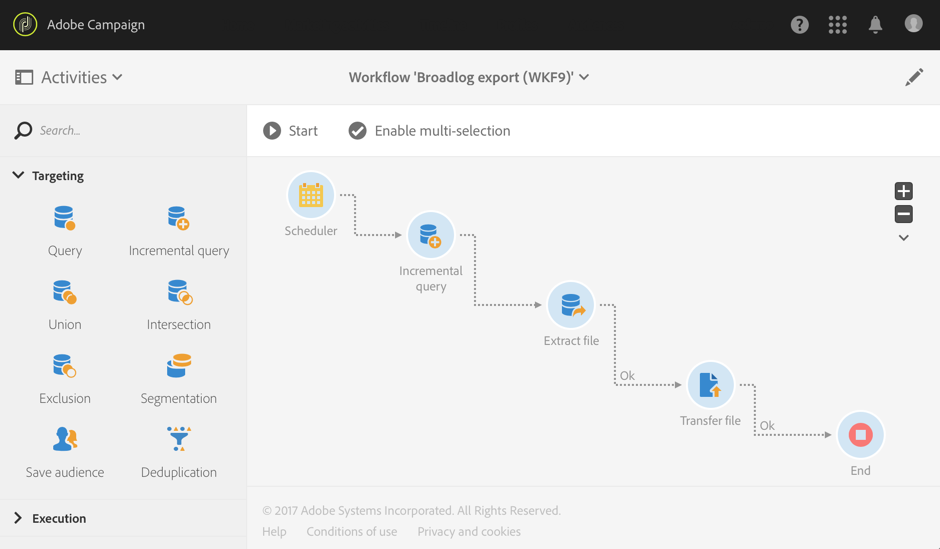 Adobe Campaign
Activities
Workflow 'Broadlog export (WKF9)'
Search...
Start
Enable multi-selection
Targeting
Query
Incremental query
Union
Intersection
Exclusion
Segmentation
Save audience
Deduplication
Execution
Scheduler
Incremental
query
Extract file
Ok
Transfer file
Ok
End
© 2017 Adobe Systems Incorporated. All Rights Reserved.
Help Conditions of use Privacy and cookies